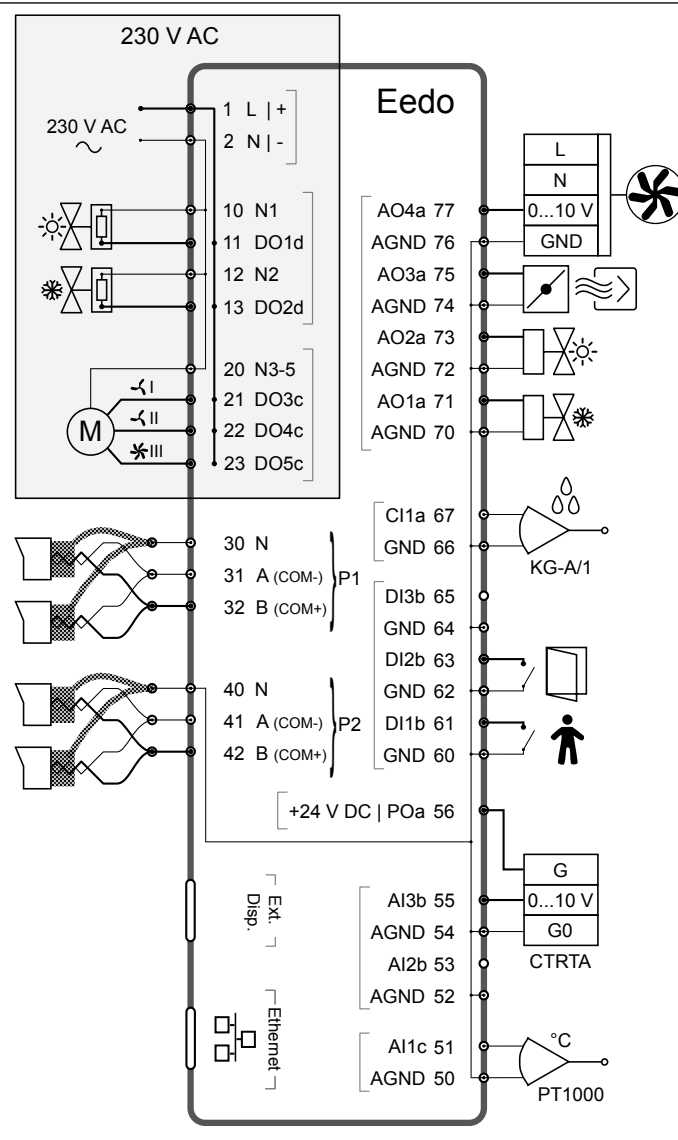 230 V AC
Eedo
230 V AC
1 L | +
2 N | -
10 N1
11 DO1d
12 N2
13 DO2d
20 N3-5
21 DO3c
22 DO4c
23 DO5c
I
II
III
M
30 N
31 A (COM-)
32 B (COM+)
P1
40 N
41 A (COM-)
42 B (COM+)
P2
Ext.
Disp.
Ethernet
AO4a 77
AGND 76
AO3a 75
AGND 74
AO2a 73
AGND 72
AO1a 71
AGND 70
CI1a 67
GND 66
DI3b 65
GND 64
DI2b 63
GND 62
DI1b 61
GND 60
+24 V DC | POa 56
AI3b 55
AGND 54
AI2b 53
AGND 52
AI1c 51
AGND 50
L
N
0...10 V
GND
KG-A/1
G
0...10 V
G0
CTRTA
°C
PT1000